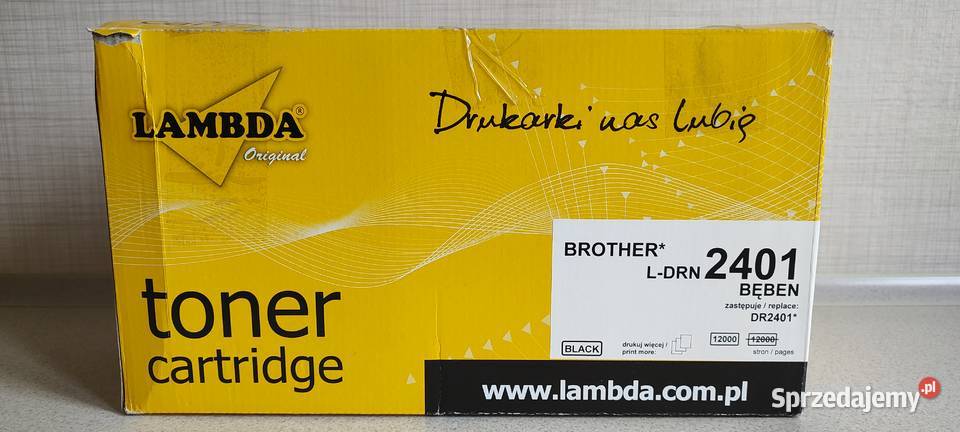 LAMBDA®
Original
Drukarki nas lubią
toner
cartridge
BROTHER*
L-DRN 2401
BĘBEN
zastępuje / replace:
DR2401*
BLACK
drukuj więcej /
print more:
12000 12000
stron / pages
www.lambda.com.pl
Sprzedajemy.pl